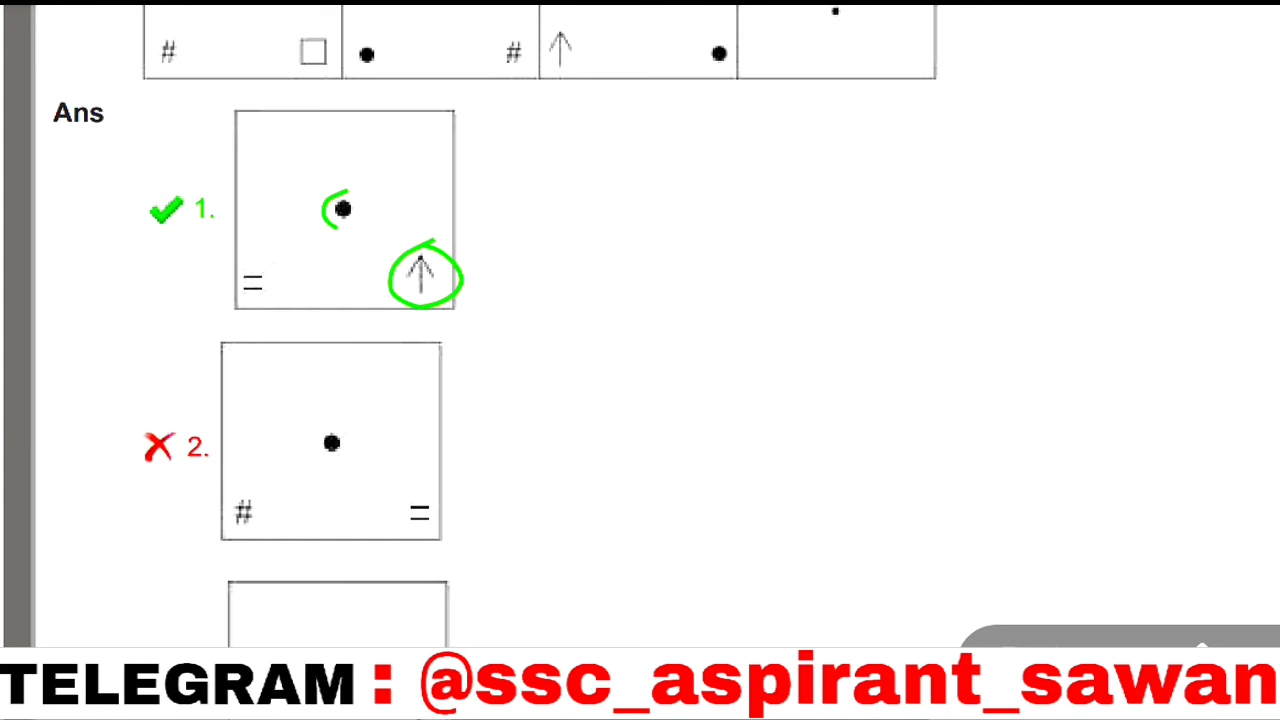 # #
Ans
1.
=
2.
# =
TELEGRAM : @ssc_aspirant_sawan